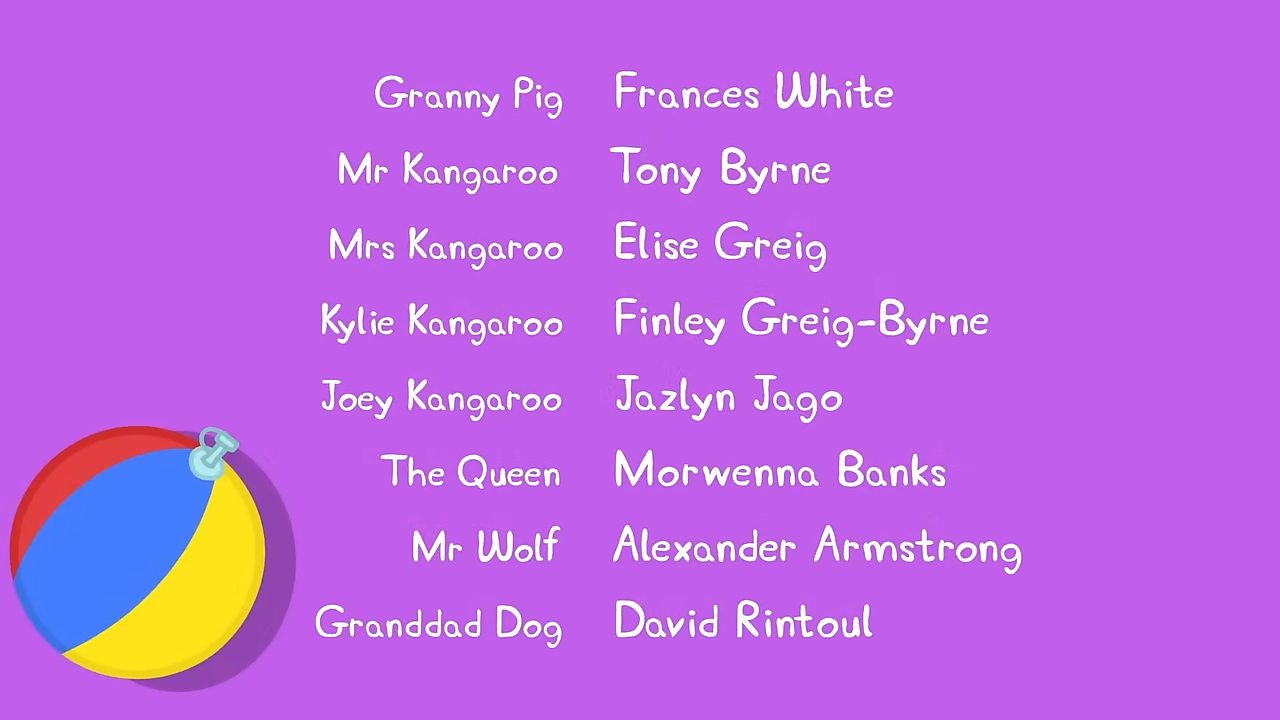 Granny Pig Frances White
Mr Kangaroo Tony Byrne
Mrs Kangaroo Elise Greig
Kylie Kangaroo Finley Greig-Byrne
Joey Kangaroo Jazlyn Jago
The Queen Morwenna Banks
Mr Wolf Alexander Armstrong
Granddad Dog David Rintoul